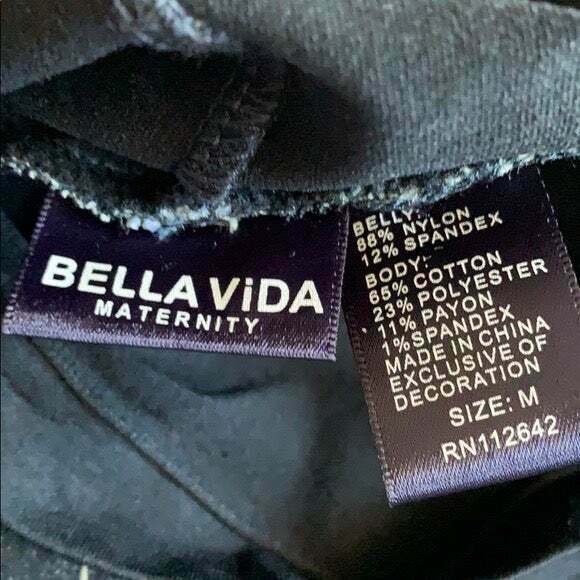 BELLA ViDA
MATERNITY
BELLY:
88% NYLON
12% SPANDEX
BODY:
65% COTTON
23% POLYESTER
11% PAYON
1%SPANDEX
MADE IN CHINA
EXCLUSIVE OF
DECORATION
SIZE: M
RN112642